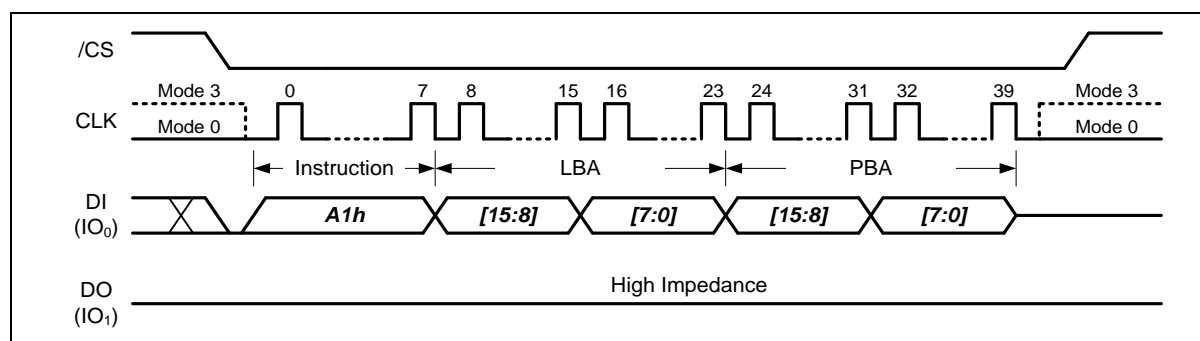 /CS
Mode 3 0 7 8 15 16 23 24 31 32 39 Mode 3
CLK
Mode 0 Mode 0
Instruction LBA PBA
DI
(IO₀)
A1h [15:8] [7:0] [15:8] [7:0]
High Impedance
DO
(IO₁)